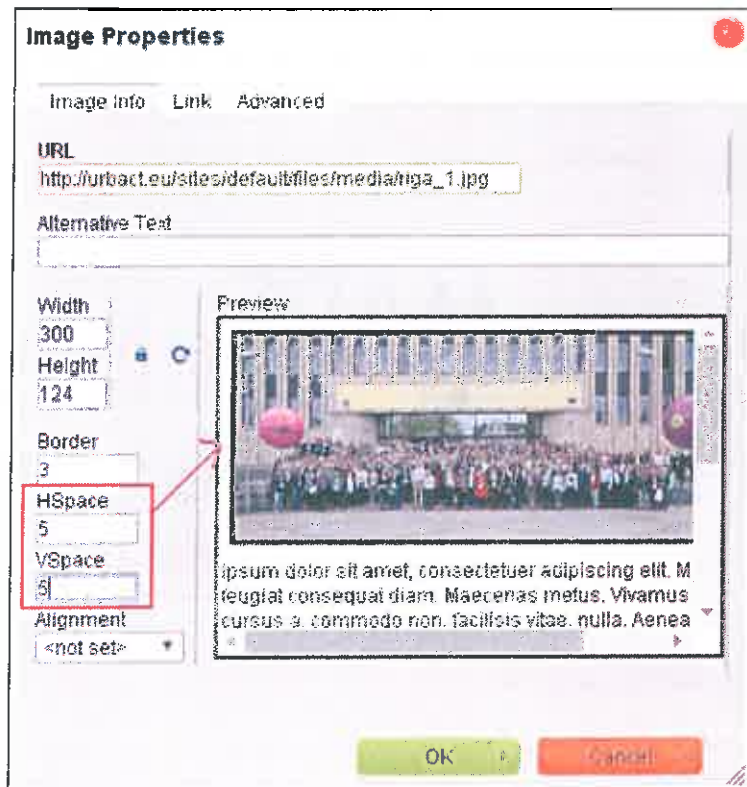 Image Properties
Image Info Link Advanced
URL
http://urbact.eu/sites/default/files/media/riga_1.jpg
Alternative Text
Width
300
Height
124
Border
3
HSpace
5
VSpace
5
Alignment
<not set>
Preview
ipsum dolor sit amet, consectetuer adipiscing elit. M
feugiat consequat diam. Maecenas metus. Vivamus
cursus a, commodo non, facilisis vitae, nulla. Aenea
OK
Cancel